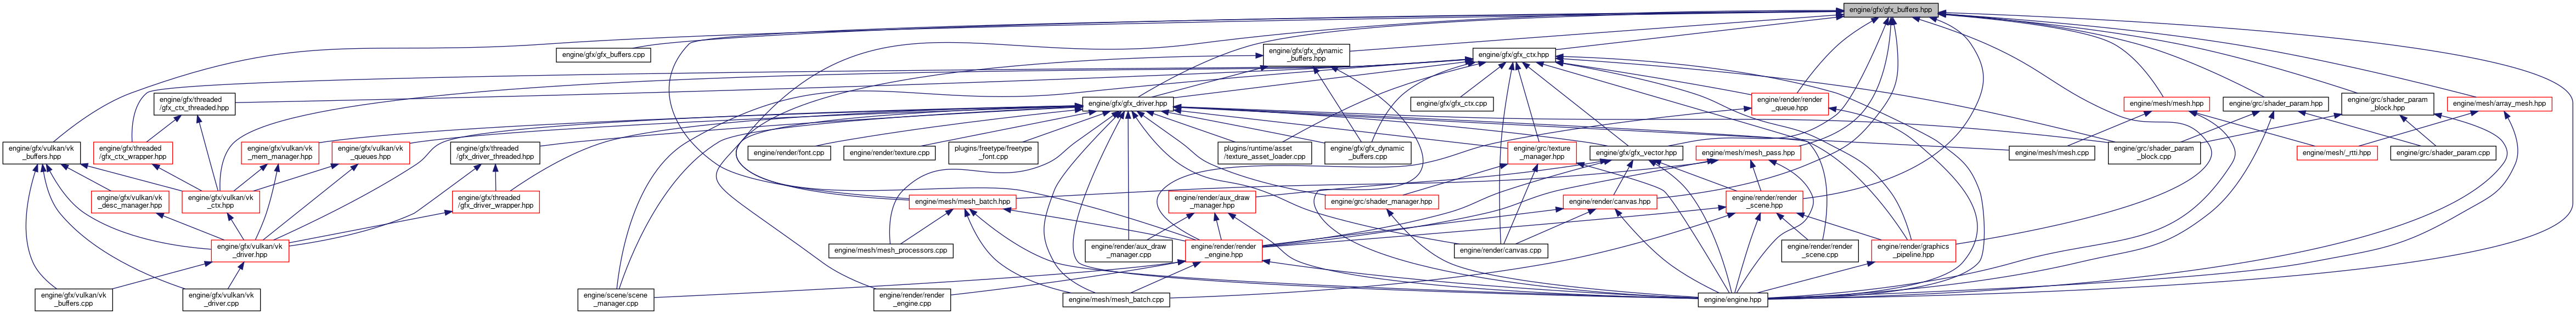 engine/gfx/gfx_buffers.hpp
engine/gfx/gfx_buffers.cpp
engine/gfx/gfx_dynamic
_buffers.hpp
engine/gfx/gfx_ctx.hpp
engine/gfx/threaded
/gfx_ctx_threaded.hpp
engine/gfx/gfx_driver.hpp
engine/gfx/gfx_ctx.cpp
engine/render/render
_queue.hpp
engine/mesh/mesh.hpp
engine/grc/shader_param.hpp
engine/grc/shader_param
_block.hpp
engine/mesh/array_mesh.hpp
engine/gfx/vulkan/vk
_buffers.hpp
engine/gfx/threaded
/gfx_ctx_wrapper.hpp
engine/gfx/vulkan/vk
_mem_manager.hpp
engine/gfx/vulkan/vk
_queues.hpp
engine/gfx/threaded
/gfx_driver_threaded.hpp
engine/render/font.cpp
engine/render/texture.cpp
plugins/freetype/freetype
_font.cpp
plugins/runtime/asset
/texture_asset_loader.cpp
engine/gfx/gfx_dynamic
_buffers.cpp
engine/grc/texture
_manager.hpp
engine/gfx/gfx_vector.hpp
engine/mesh/mesh_pass.hpp
engine/mesh/mesh.cpp
engine/grc/shader_param
_block.cpp
engine/mesh/_rtti.hpp
engine/grc/shader_param.cpp
engine/gfx/vulkan/vk
_desc_manager.hpp
engine/gfx/vulkan/vk
_ctx.hpp
engine/gfx/threaded
/gfx_driver_wrapper.hpp
engine/mesh/mesh_batch.hpp
engine/render/aux_draw
_manager.hpp
engine/grc/shader_manager.hpp
engine/render/canvas.hpp
engine/render/render
_scene.hpp
engine/gfx/vulkan/vk
_driver.hpp
engine/mesh/mesh_processors.cpp
engine/render/aux_draw
_manager.cpp
engine/render/render
_engine.hpp
engine/render/canvas.cpp
engine/render/render
_scene.cpp
engine/render/graphics
_pipeline.hpp
engine/gfx/vulkan/vk
_buffers.cpp
engine/gfx/vulkan/vk
_driver.cpp
engine/scene/scene
_manager.cpp
engine/render/render
_engine.cpp
engine/mesh/mesh_batch.cpp
engine/engine.hpp